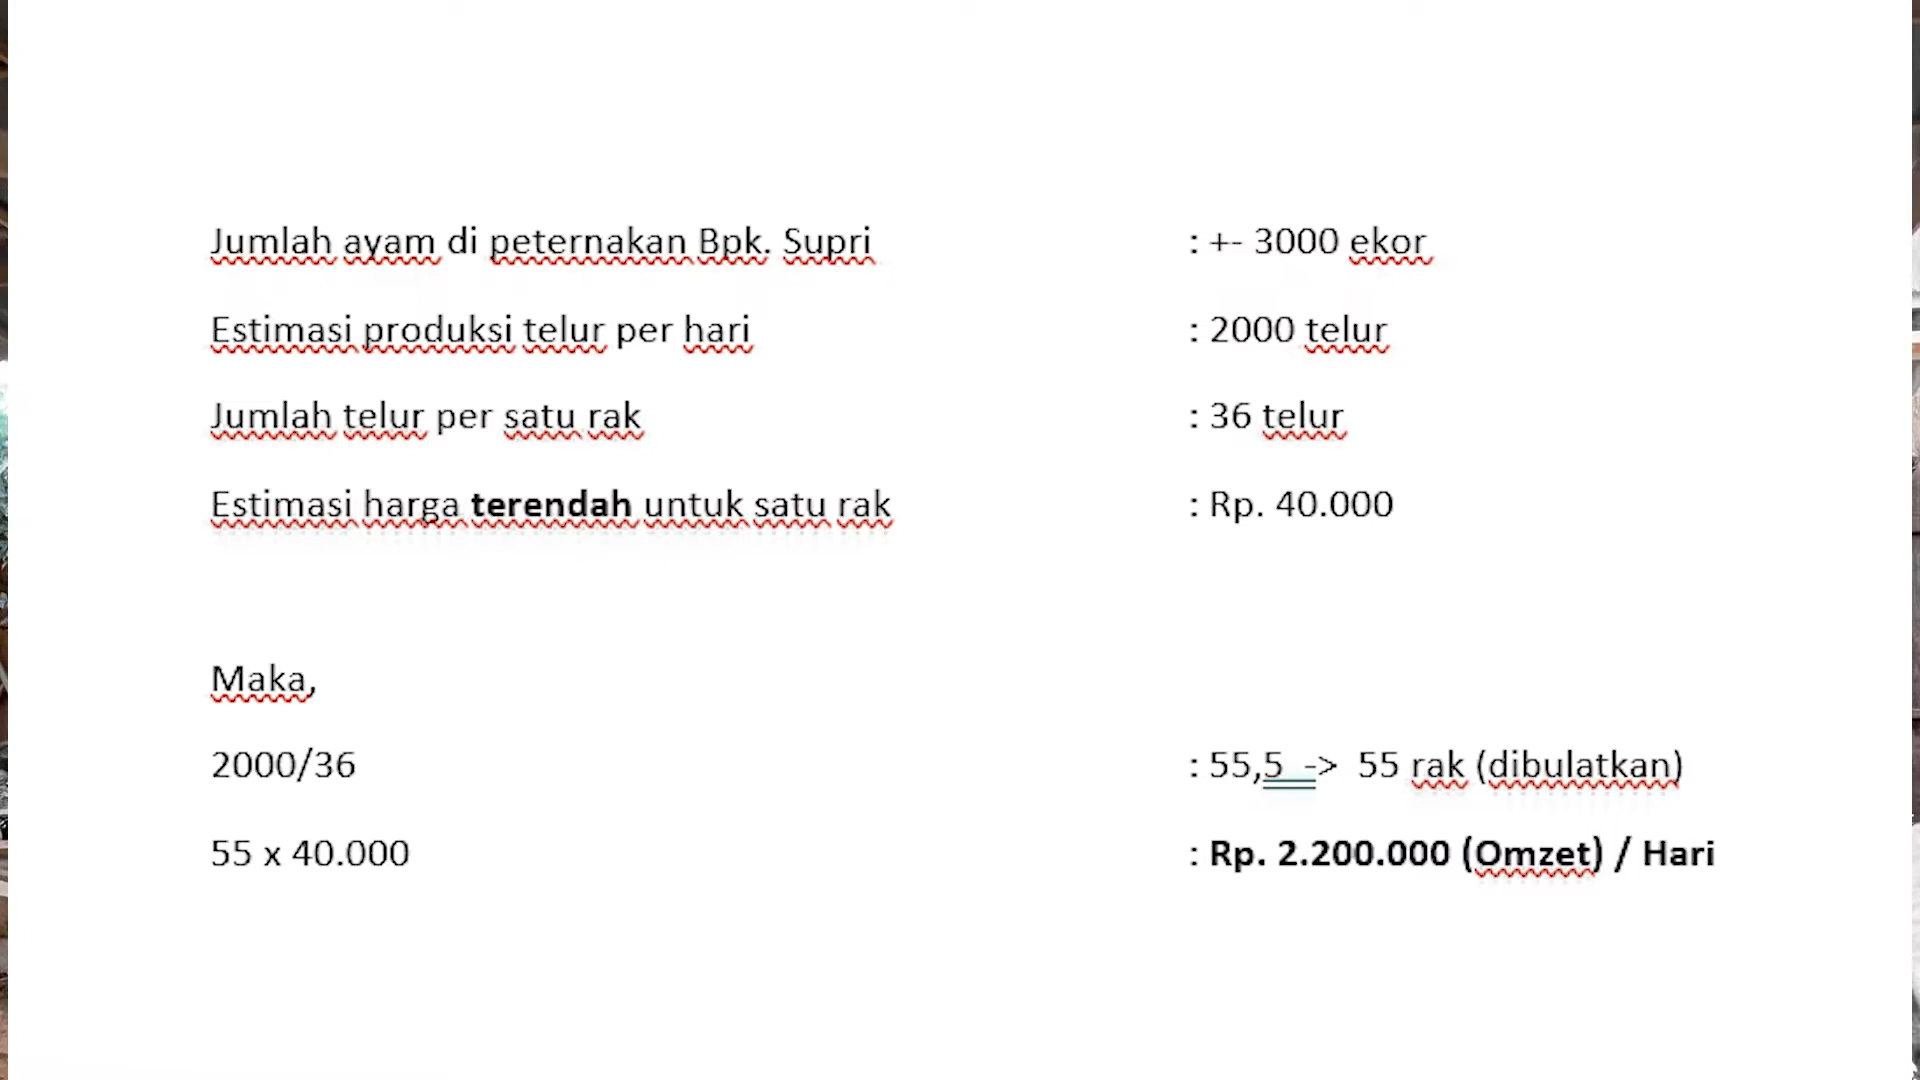 Jumlah ayam di peternakan Bpk. Supri : +- 3000 ekor
Estimasi produksi telur per hari : 2000 telur
Jumlah telur per satu rak : 36 telur
Estimasi harga terendah untuk satu rak : Rp. 40.000
Maka,
2000/36 : 55,5 -> 55 rak (dibulatkan)
55 x 40.000 : Rp. 2.200.000 (Omzet) / Hari